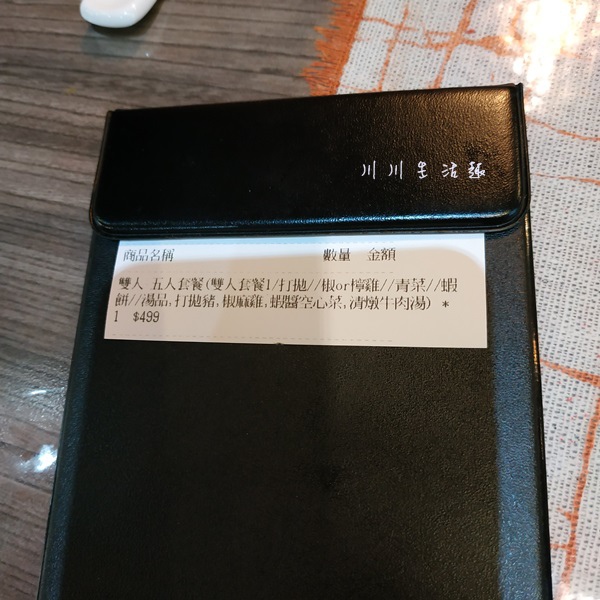 川川生活趣
商品名稱 數量 金額
雙人 五人套餐(雙人套餐1/打拋//椒or檸雞//青菜//蝦
餅//湯品,打拋豬,椒麻雞,蝦醬空心菜,清燉牛肉湯) *
1 $499